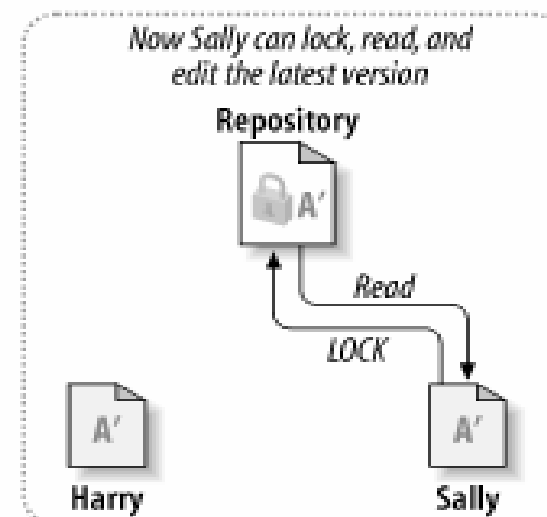 Now Sally can lock, read, and
edit the latest version
Repository
A′
Read
LOCK
A′
A′
Harry
Sally